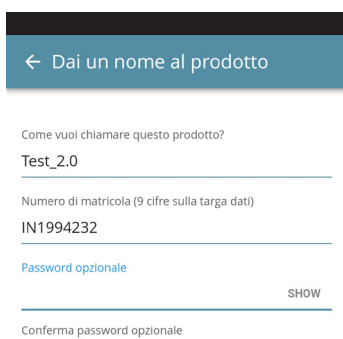 Dai un nome al prodotto
Come vuoi chiamare questo prodotto?
Test_2.0
Numero di matricola (9 cifre sulla targa dati)
IN1994232
Password opzionale
SHOW
Conferma password opzionale